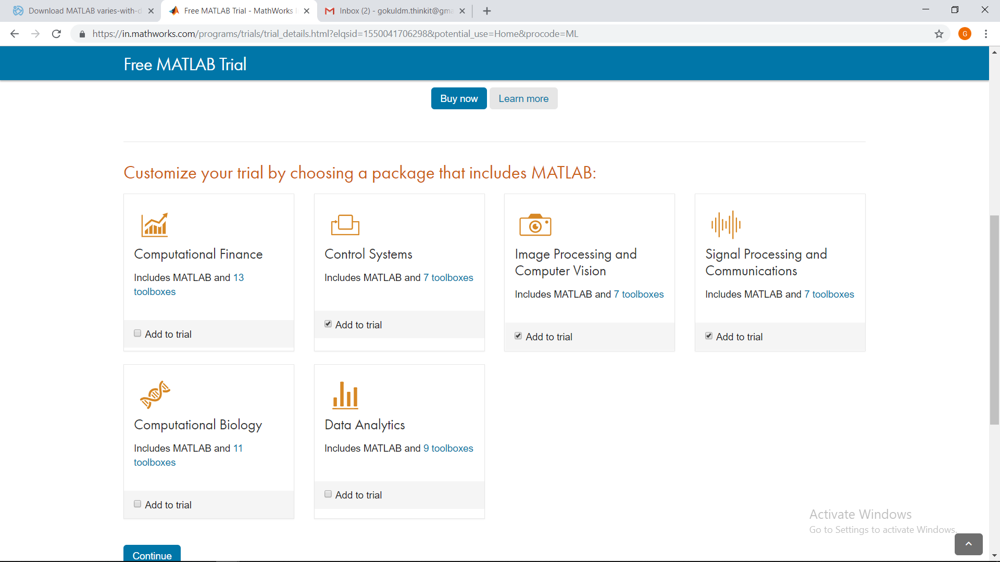 Download MATLAB varies-with-d
Free MATLAB Trial - MathWorks
Inbox (2) - gokuldm.thinkit@gma
https://in.mathworks.com/programs/trials/trial_details.html?elqsid=1550041706298&potential_use=Home&procode=ML
G
Free MATLAB Trial
Buy now
Learn more
Customize your trial by choosing a package that includes MATLAB:
Computational Finance
Includes MATLAB and 13
toolboxes
Add to trial
Control Systems
Includes MATLAB and 7 toolboxes
Add to trial
Image Processing and
Computer Vision
Includes MATLAB and 7 toolboxes
Add to trial
Signal Processing and
Communications
Includes MATLAB and 7 toolboxes
Add to trial
Computational Biology
Includes MATLAB and 11
toolboxes
Add to trial
Data Analytics
Includes MATLAB and 9 toolboxes
Add to trial
Activate Windows
Go to Settings to activate Windows.
Continue